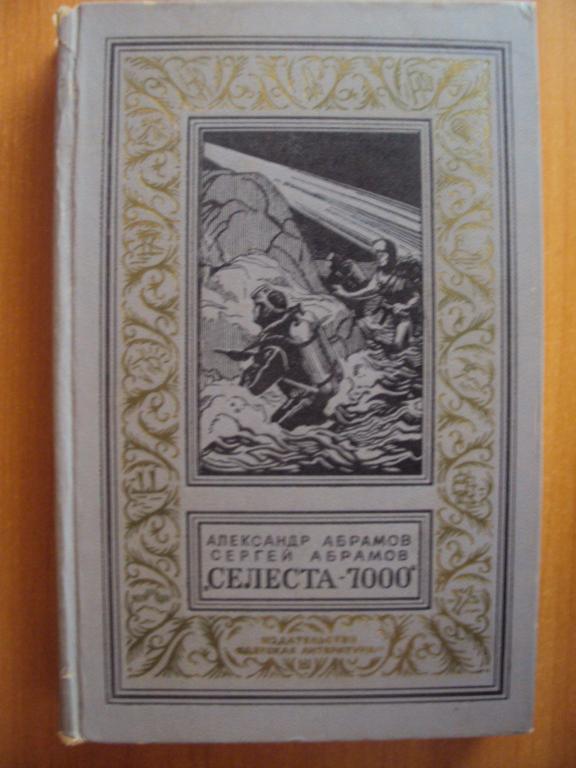 АЛЕКСАНДР АБРАМОВ
СЕРГЕЙ АБРАМОВ
„СЕЛЕСТА-7000“
ИЗДАТЕЛЬСТВО
„ДЕТСКАЯ ЛИТЕРАТУРА“